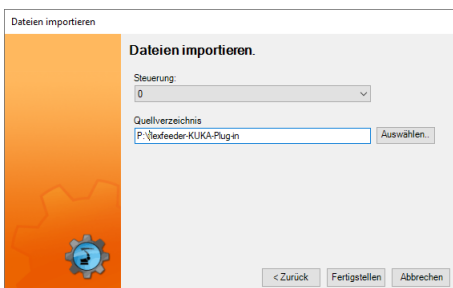 Dateien importieren
Dateien importieren.
Steuerung:
0
Quellverzeichnis
P:\flexfeeder-KUKA-Plug-in
Auswählen..
< Zurück
Fertigstellen
Abbrechen